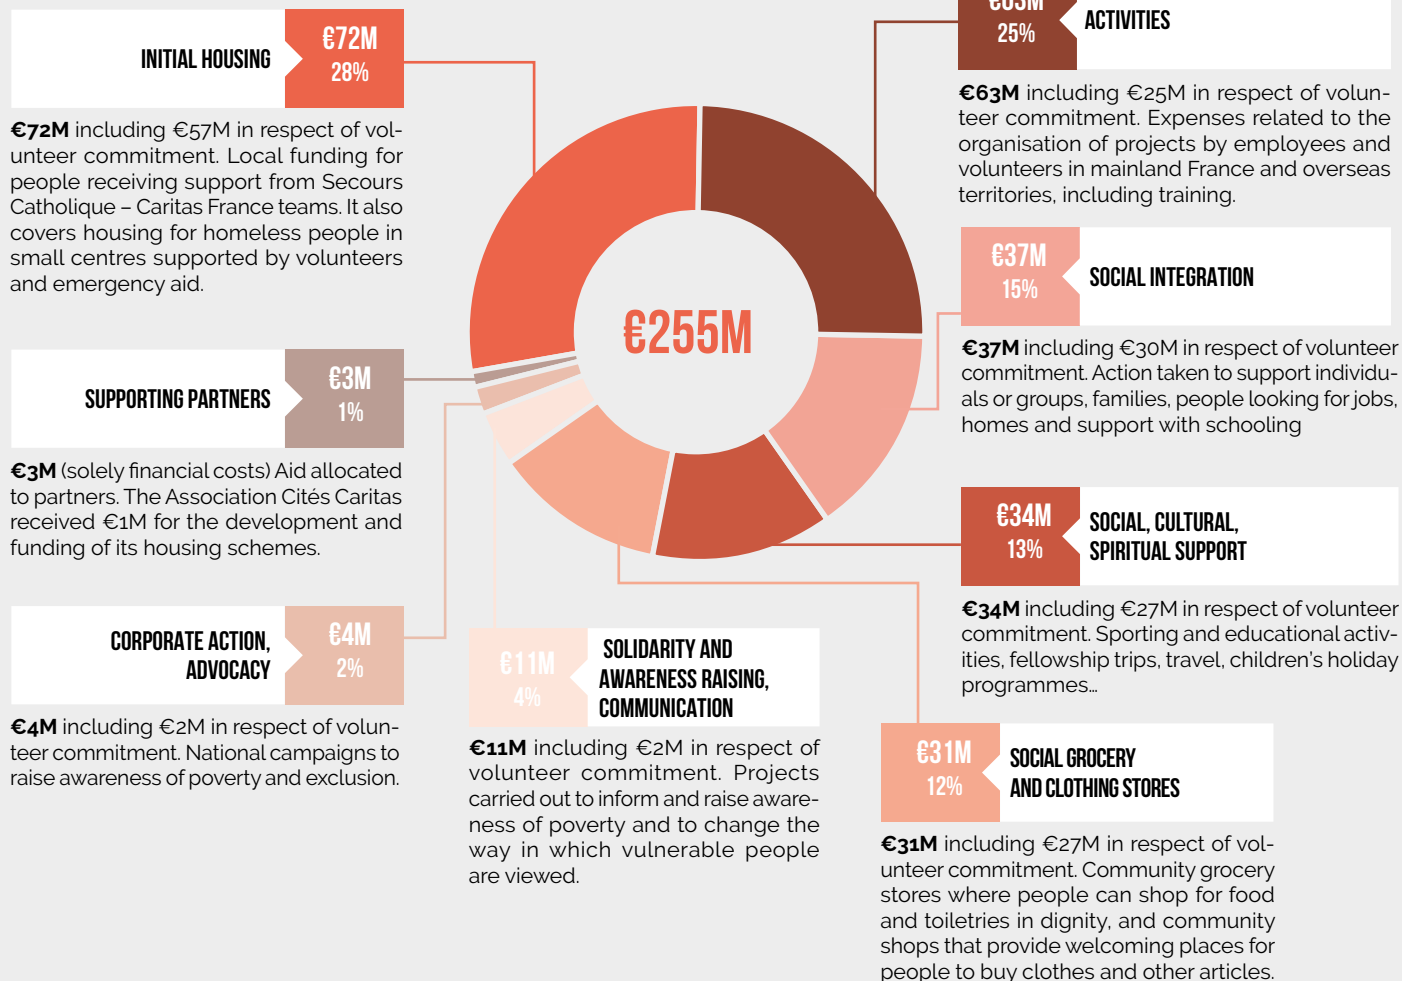 INITIAL HOUSING
€72M
28%
€72M including €57M in respect of vol-
unteer commitment. Local funding for
people receiving support from Secours
Catholique – Caritas France teams. It also
covers housing for homeless people in
small centres supported by volunteers
and emergency aid.
SUPPORTING PARTNERS
€3M
1%
€3M (solely financial costs) Aid allocated
to partners. The Association Cités Caritas
received €1M for the development and
funding of its housing schemes.
CORPORATE ACTION,
ADVOCACY
€4M
2%
€4M including €2M in respect of volun-
teer commitment. National campaigns to
raise awareness of poverty and exclusion.
€255M
€11M
4%
SOLIDARITY AND
AWARENESS RAISING,
COMMUNICATION
€11M including €2M in respect of
volunteer commitment. Projects
carried out to inform and raise aware-
ness of poverty and to change the
way in which vulnerable people
are viewed.
€63M
25%
ACTIVITIES
€63M including €25M in respect of volun-
teer commitment. Expenses related to the
organisation of projects by employees and
volunteers in mainland France and overseas
territories, including training.
€37M
15%
SOCIAL INTEGRATION
€37M including €30M in respect of volunteer
commitment. Action taken to support individu-
als or groups, families, people looking for jobs,
homes and support with schooling
€34M
13%
SOCIAL, CULTURAL,
SPIRITUAL SUPPORT
€34M including €27M in respect of volunteer
commitment. Sporting and educational activ-
ities, fellowship trips, travel, children's holiday
programmes…
€31M
12%
SOCIAL GROCERY
AND CLOTHING STORES
€31M including €27M in respect of vol-
unteer commitment. Community grocery
stores where people can shop for food
and toiletries in dignity, and community
shops that provide welcoming places for
people to buy clothes and other articles.